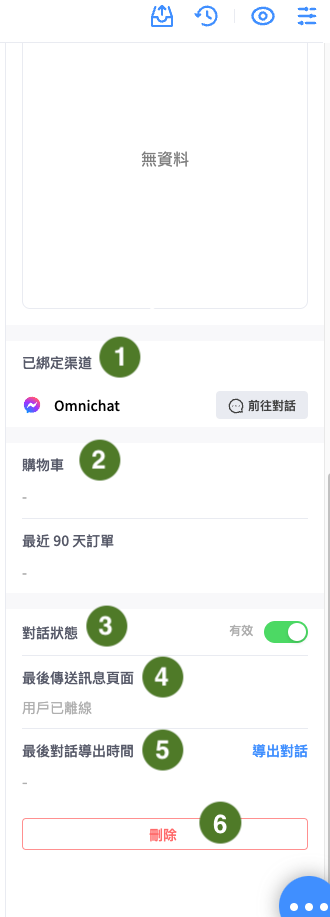 無資料
已綁定渠道 1
Omnichat 前往對話
購物車 2
-
最近 90 天訂單
-
對話狀態 3 有效
最後傳送訊息頁面 4
用戶已離線
最後對話導出時間 5 導出對話
-
刪除 6